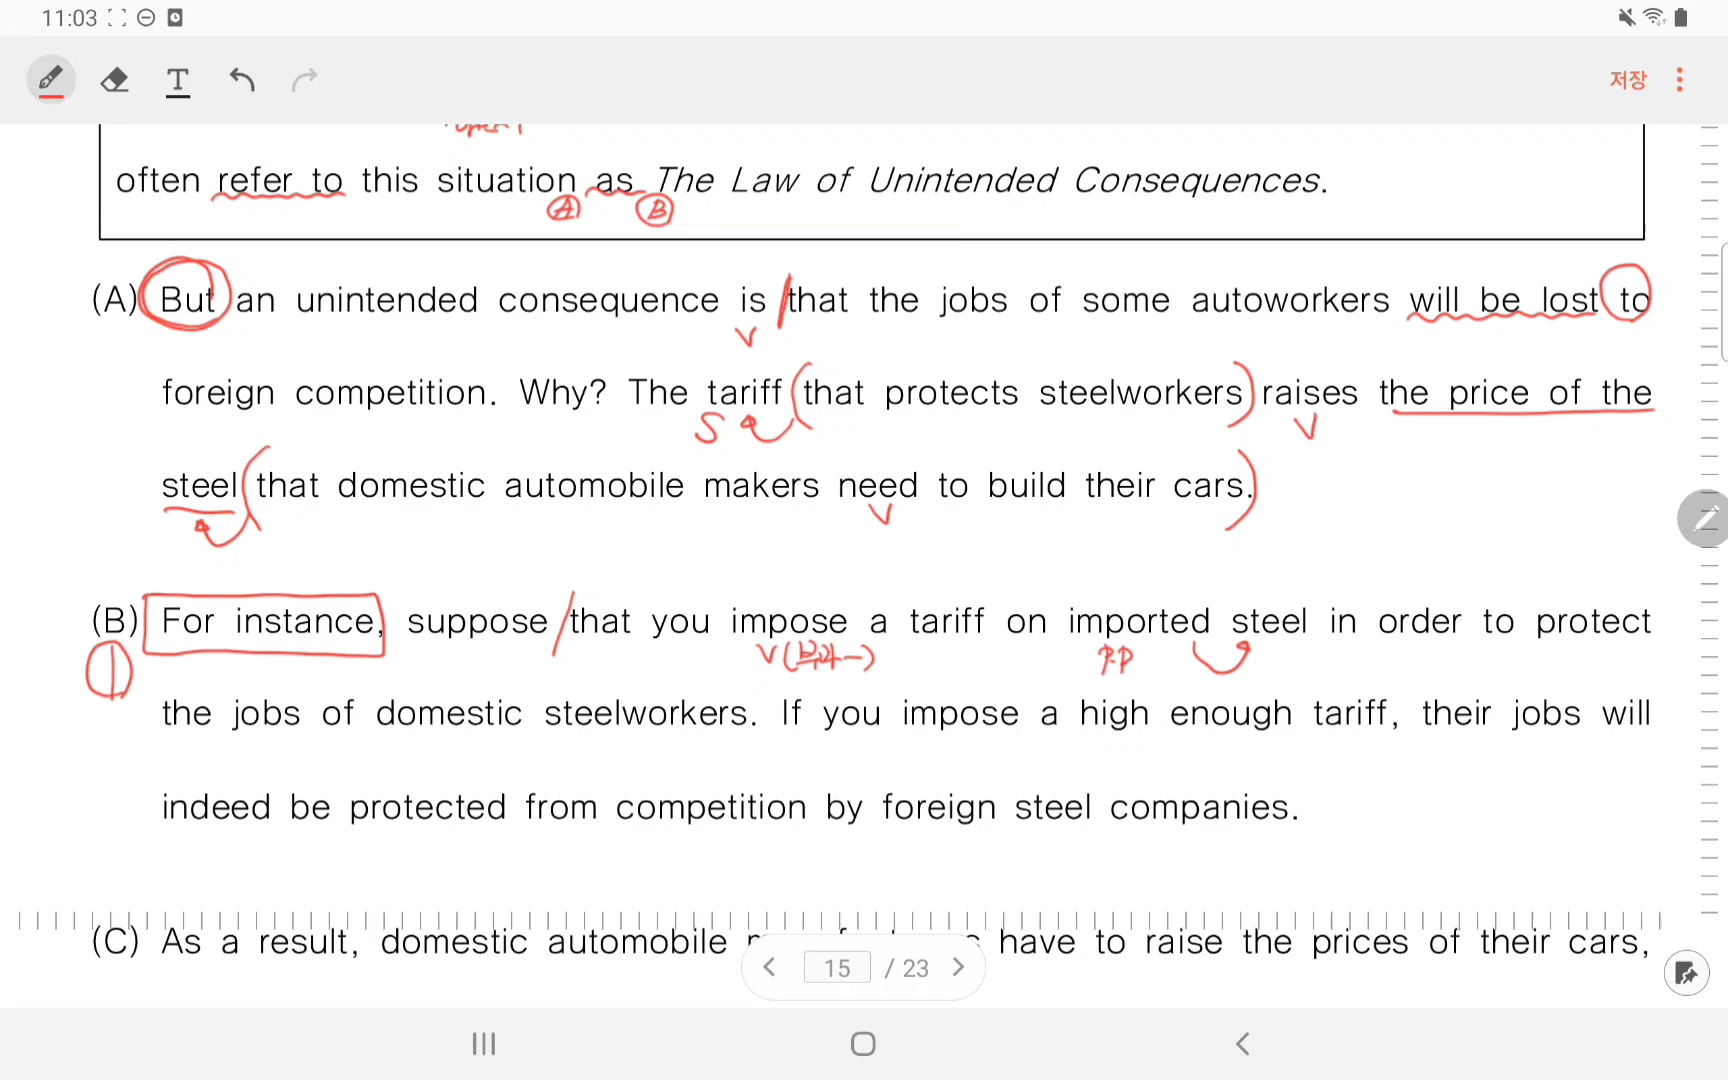 11:03
T 저장
often refer to this situation as The Law of Unintended Consequences.
A B
(A) But an unintended consequence is that the jobs of some autoworkers will be lost to
V
foreign competition. Why? The tariff that protects steelworkers raises the price of the
S V
steel that domestic automobile makers need to build their cars.
V
(B) For instance, suppose that you impose a tariff on imported steel in order to protect
① V (부과-) P.P
the jobs of domestic steelworkers. If you impose a high enough tariff, their jobs will
indeed be protected from competition by foreign steel companies.
(C) As a result, domestic automobile have to raise the prices of their cars,
15 / 23